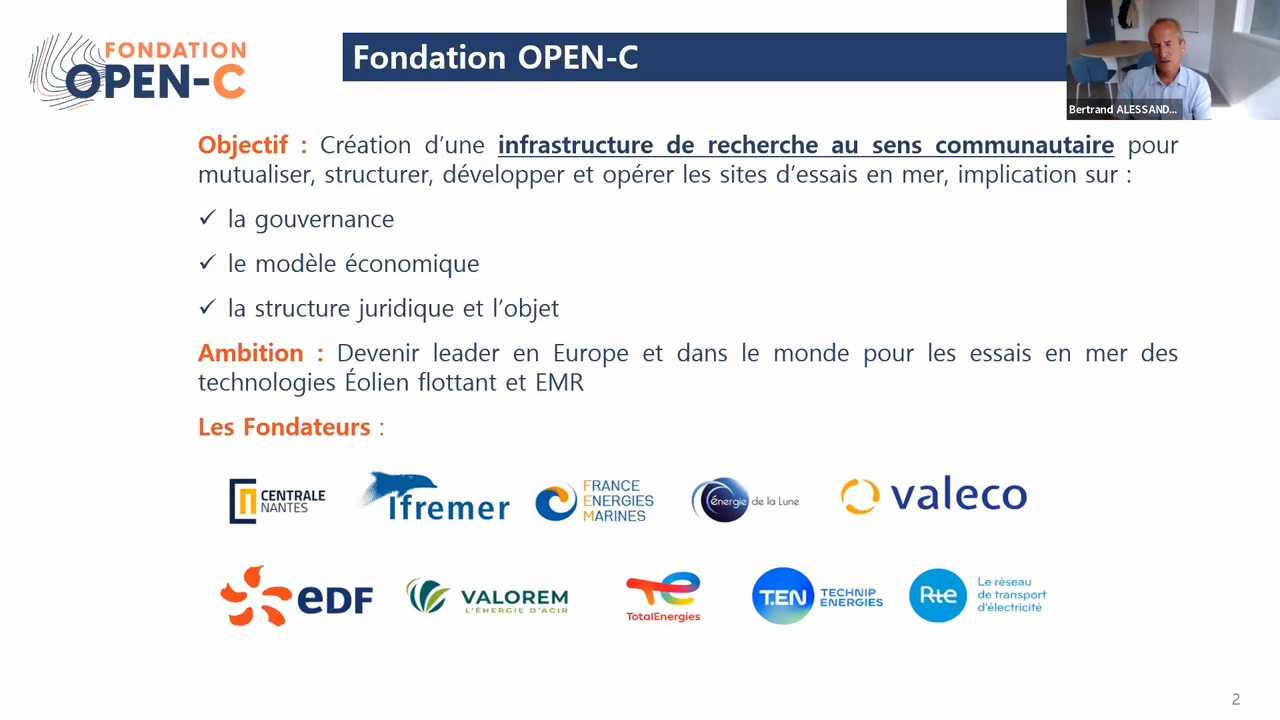 FONDATION
OPEN-C
Fondation OPEN-C
Bertrand ALESSAND...
Objectif : Création d’une infrastructure de recherche au sens communautaire pour
mutualiser, structurer, développer et opérer les sites d’essais en mer, implication sur :
✓ la gouvernance
✓ le modèle économique
✓ la structure juridique et l’objet
Ambition : Devenir leader en Europe et dans le monde pour les essais en mer des
technologies Éolien flottant et EMR
Les Fondateurs :
CENTRALE
NANTES
Ifremer
FRANCE
ENERGIES
MARINES
énergie de la Lune
valeco
eDF
VALOREM
L'ÉNERGIE D'AGIR
TotalEnergies
T.EN
TECHNIP
ENERGIES
Rte
Le réseau
de transport
d'électricité
2